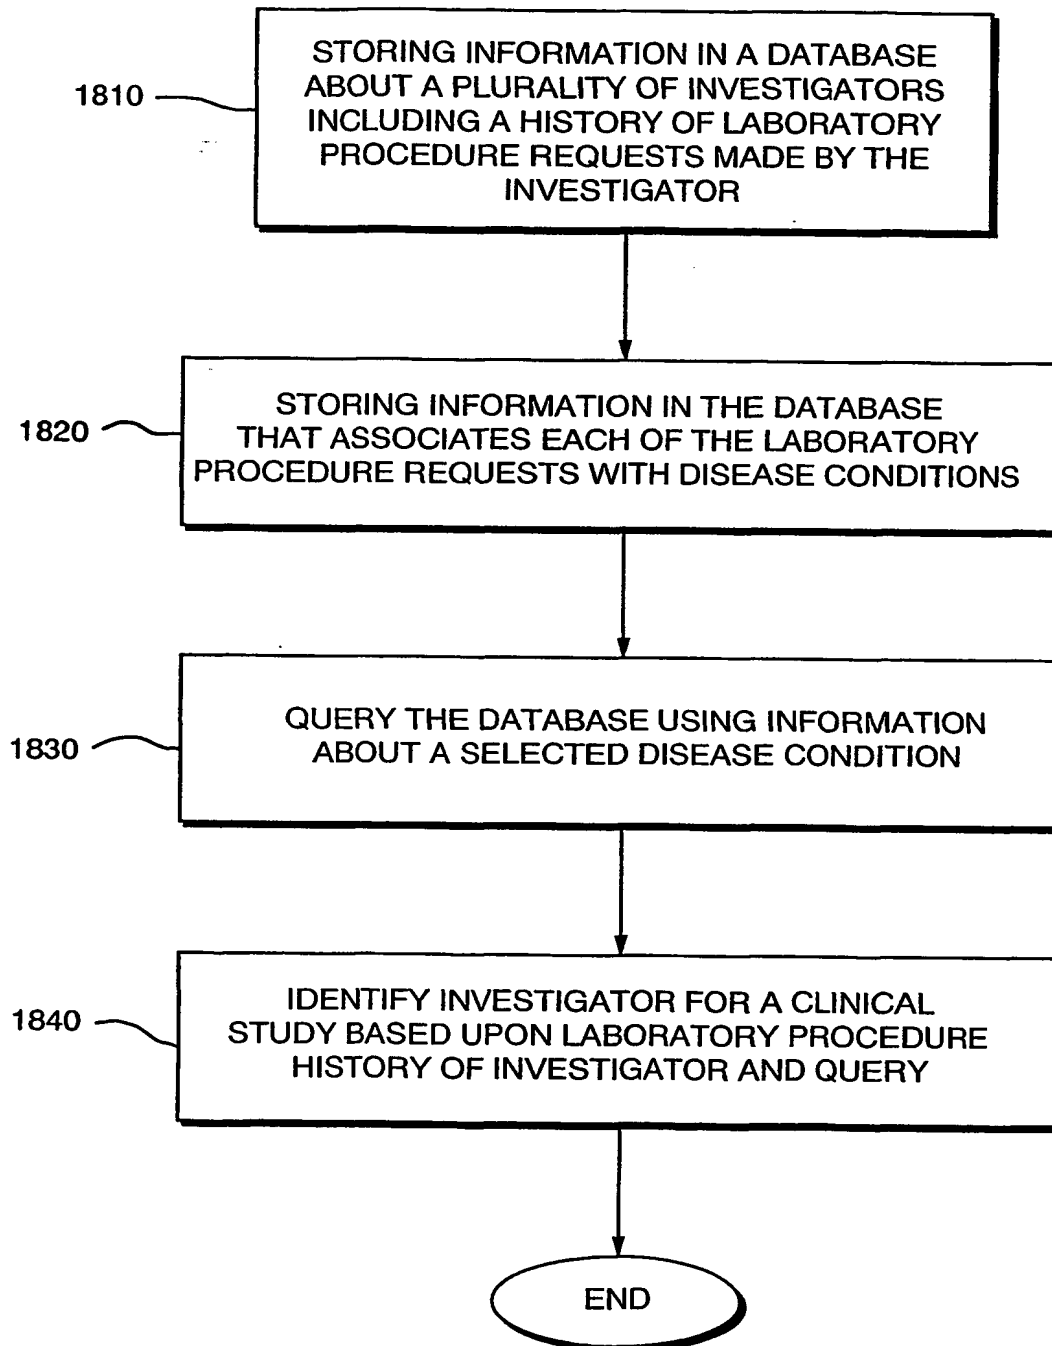 1810
STORING INFORMATION IN A DATABASE
ABOUT A PLURALITY OF INVESTIGATORS
INCLUDING A HISTORY OF LABORATORY
PROCEDURE REQUESTS MADE BY THE
INVESTIGATOR
1820
STORING INFORMATION IN THE DATABASE
THAT ASSOCIATES EACH OF THE LABORATORY
PROCEDURE REQUESTS WITH DISEASE CONDITIONS
1830
QUERY THE DATABASE USING INFORMATION
ABOUT A SELECTED DISEASE CONDITION
1840
IDENTIFY INVESTIGATOR FOR A CLINICAL
STUDY BASED UPON LABORATORY PROCEDURE
HISTORY OF INVESTIGATOR AND QUERY
END